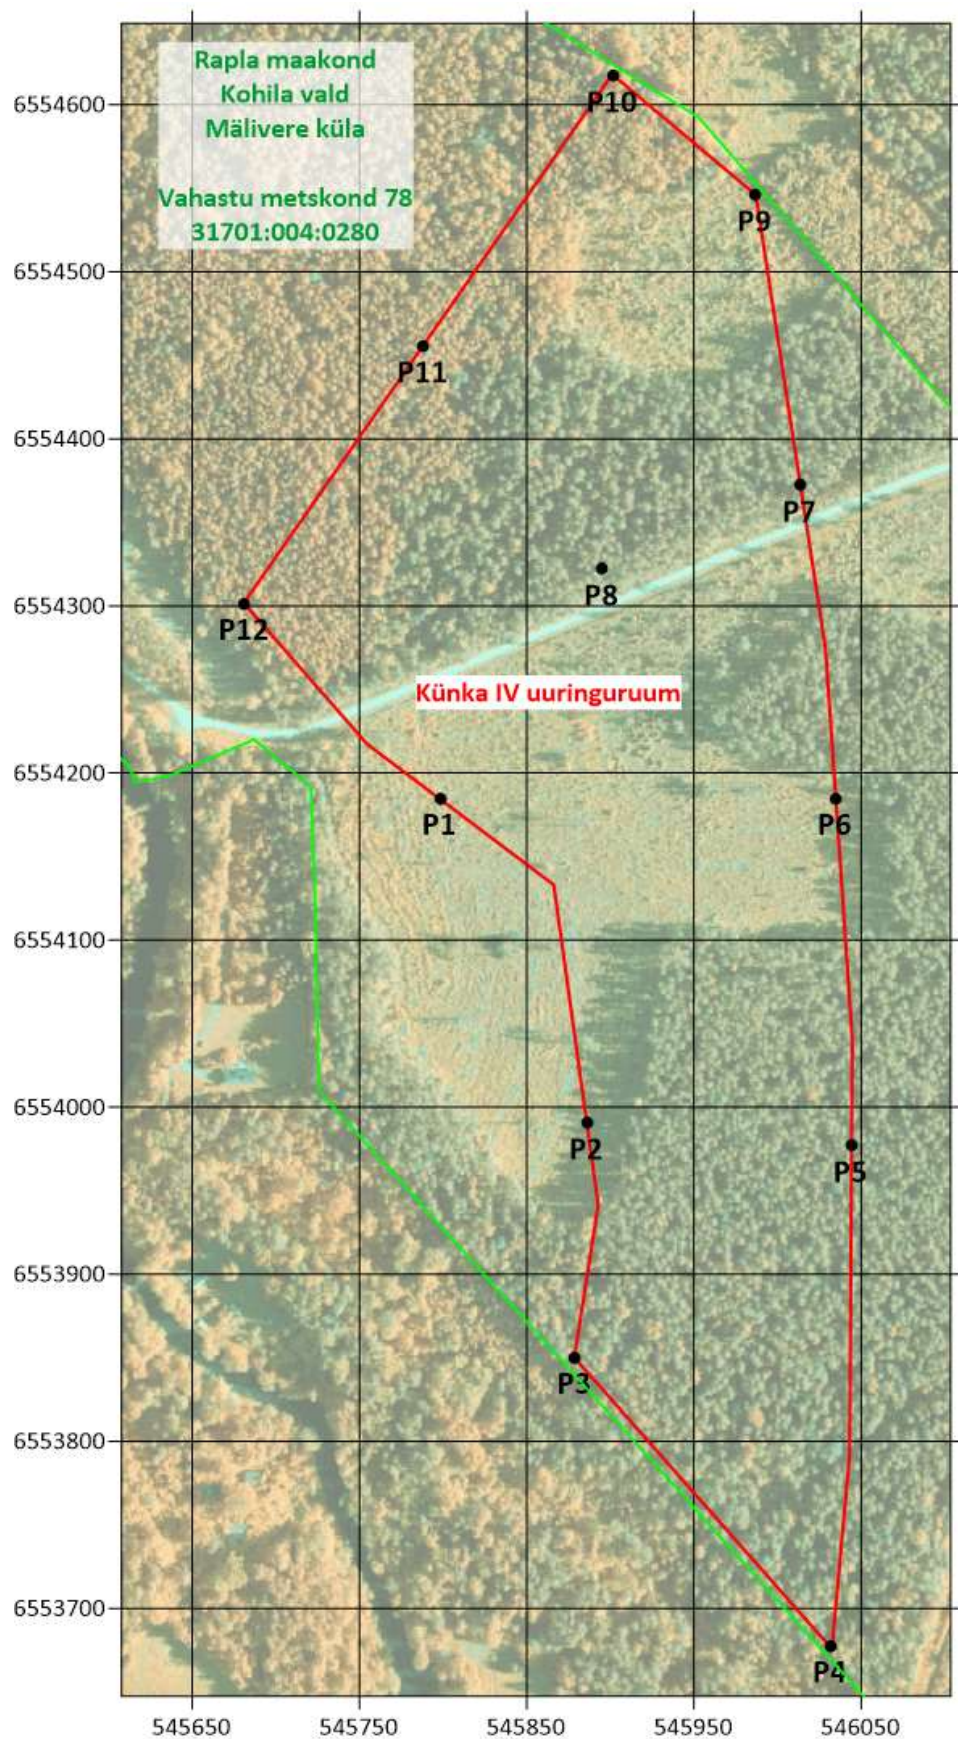 Rapla maakond
Kohila vald
Mälivere küla
Vahastu metskond 78
31701:004:0280
6554600
P10
P9
6554500
P11
6554400
P7
P8
6554300
P12
Künka IV uuringuruum
6554200
P1
P6
6554100
6554000
P2
P5
6553900
P3
6553800
6553700
P4
545650 545750 545850 545950 546050